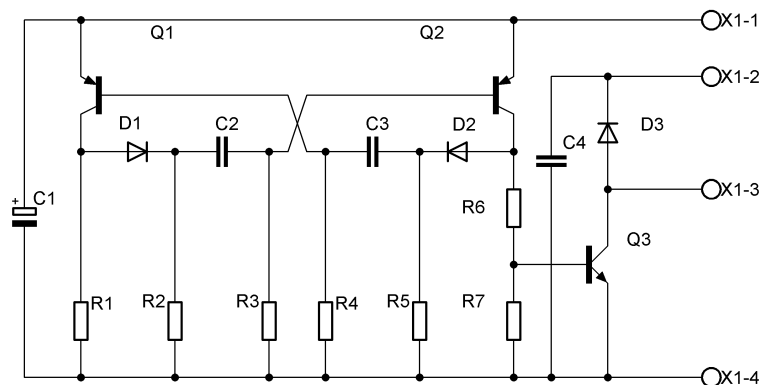 Q1 Q2 X1-1
X1-2
D1 C2 C3 D2 D3
C4
+ C1 R6 X1-3
Q3
R1 R2 R3 R4 R5 R7
X1-4